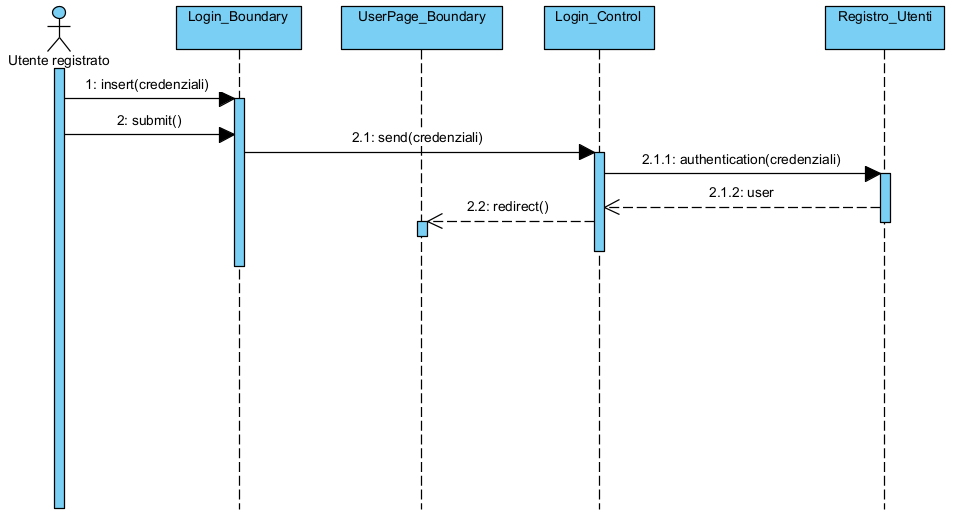 Login_Boundary
UserPage_Boundary
Login_Control
Registro_Utenti
Utente registrato
1: insert(credenziali)
2: submit()
2.1: send(credenziali)
2.1.1: authentication(credenziali)
2.1.2: user
2.2: redirect()